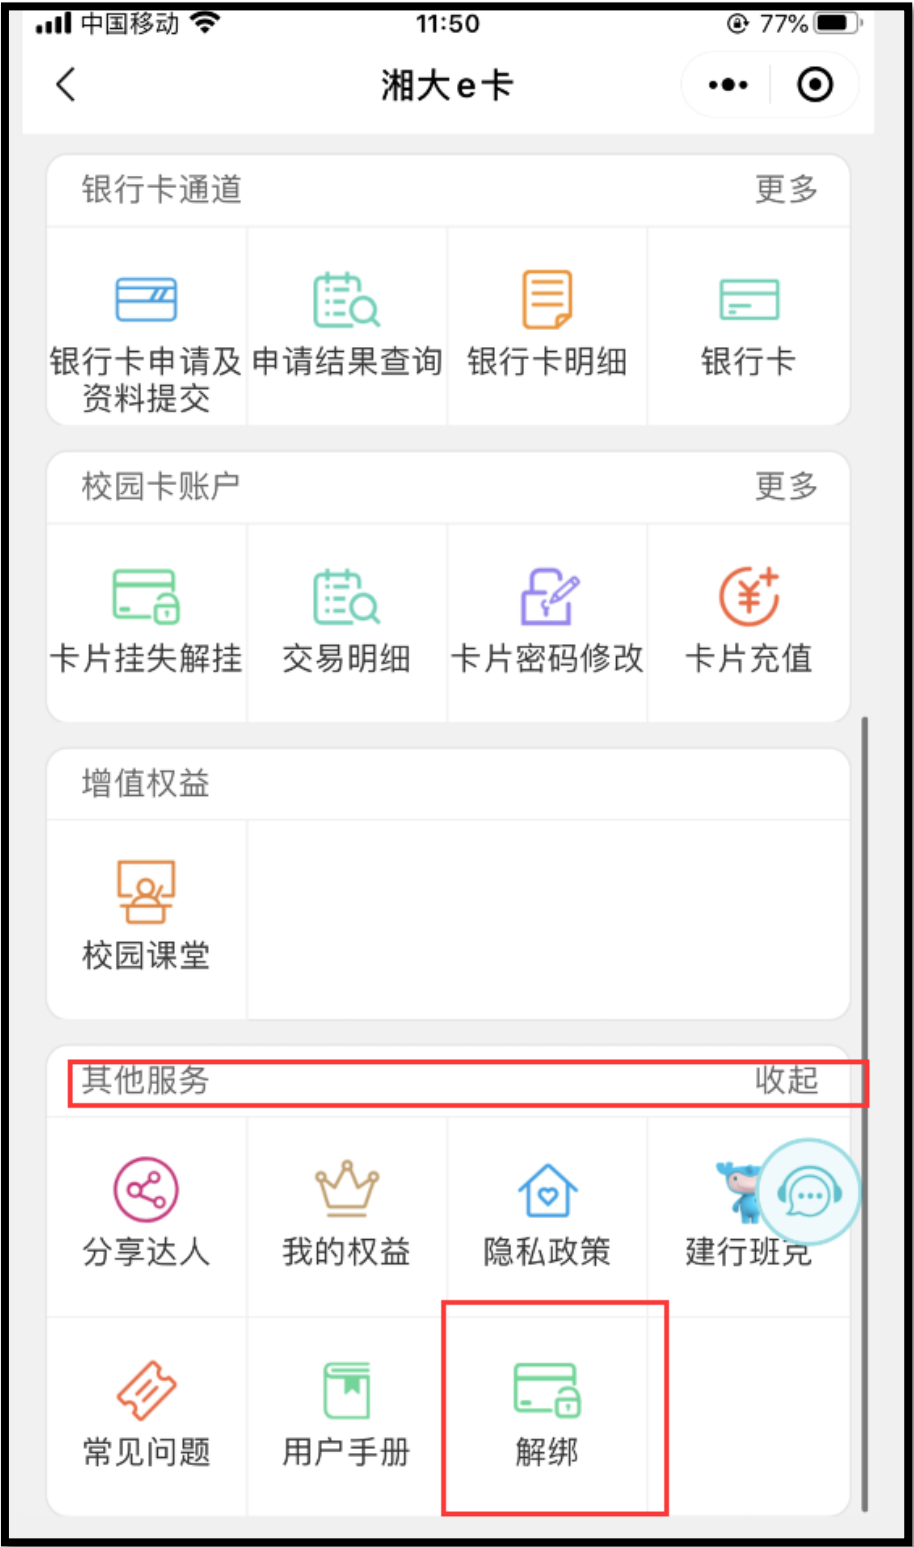 中国移动 11:50 77%
湘大e卡
银行卡通道 更多
银行卡申请及资料提交 申请结果查询 银行卡明细 银行卡
校园卡账户 更多
卡片挂失解挂 交易明细 卡片密码修改 卡片充值
增值权益
校园课堂
其他服务 收起
分享达人 我的权益 隐私政策 建行班克
常见问题 用户手册 解绑